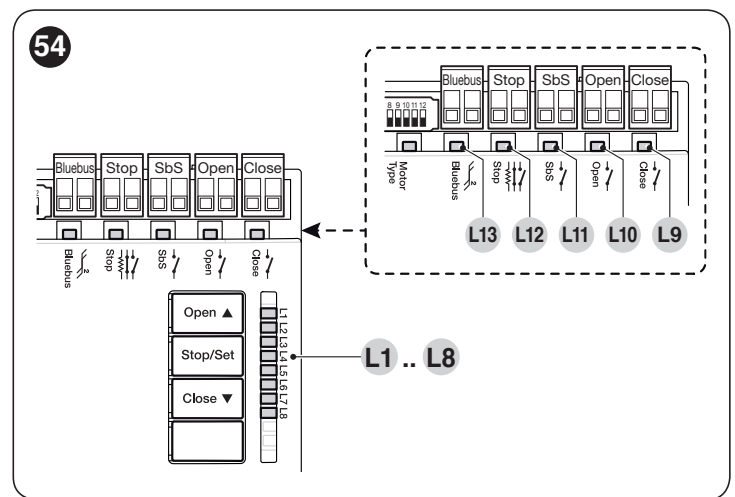 54
Bluebus Stop SbS Open Close
8 9 10 11 12
Motor Type
Bluebus
2
Stop
SbS
Open
Close
L13 L12 L11 L10 L9
Bluebus Stop SbS Open Close
Bluebus
2
Stop
SbS
Open
Close
Open ▲
Stop/Set
Close ▼
L1
L2
L3
L4
L5
L6
L7
L8
L1 .. L8